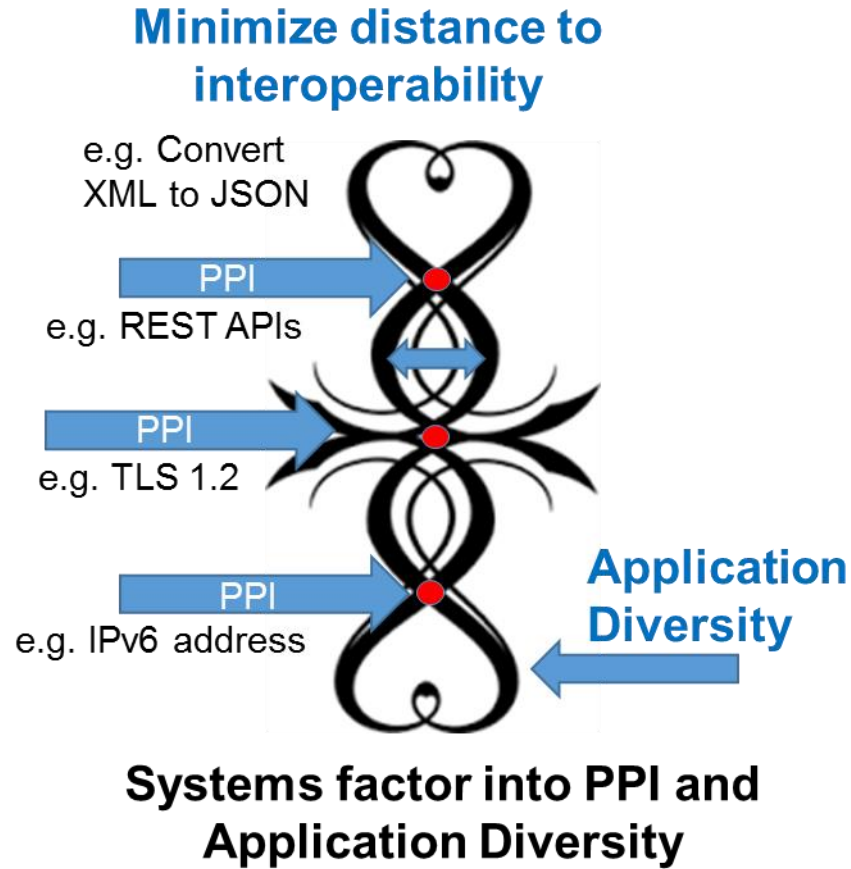 Minimize distance to
interoperability
e.g. Convert
XML to JSON
PPI
e.g. REST APIs
PPI
e.g. TLS 1.2
PPI
e.g. IPv6 address
Application
Diversity
Systems factor into PPI and
Application Diversity